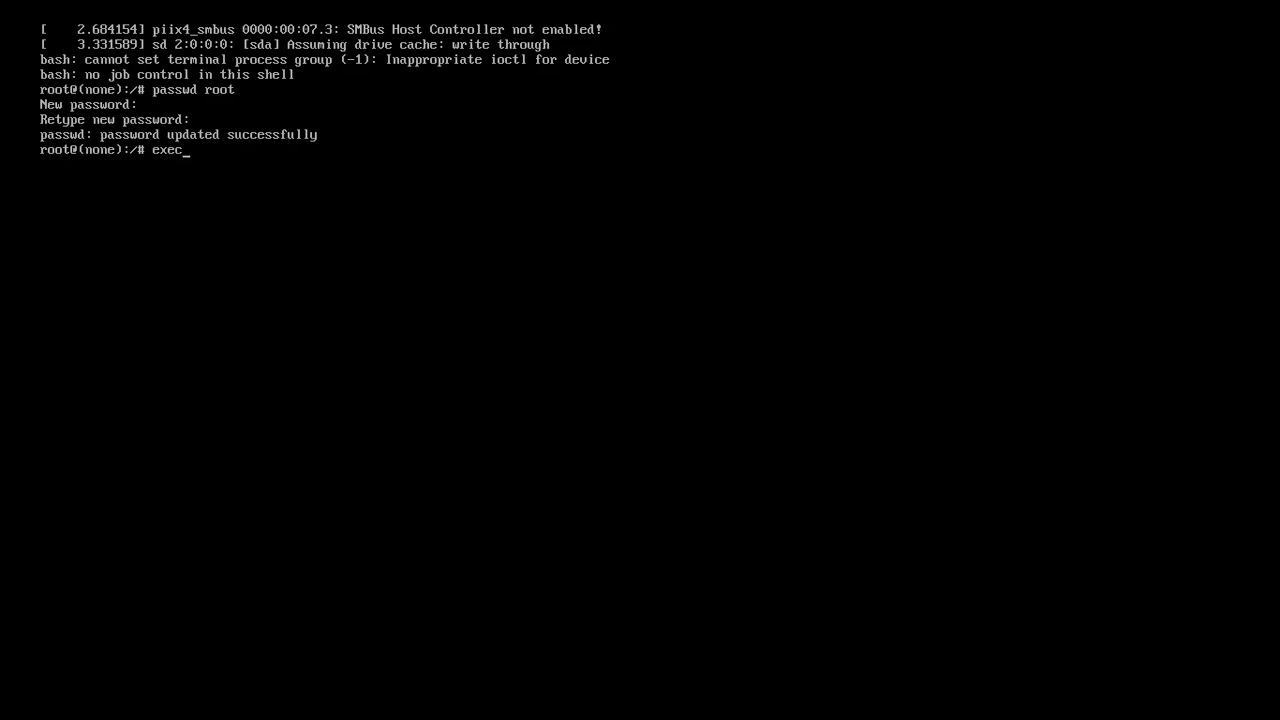 [    2.684154] piix4_smbus 0000:00:07.3: SMBus Host Controller not enabled!
[    3.331589] sd 2:0:0:0: [sda] Assuming drive cache: write through
bash: cannot set terminal process group (-1): Inappropriate ioctl for device
bash: no job control in this shell
root@(none):/# passwd root
New password:
Retype new password:
passwd: password updated successfully
root@(none):/# exec_